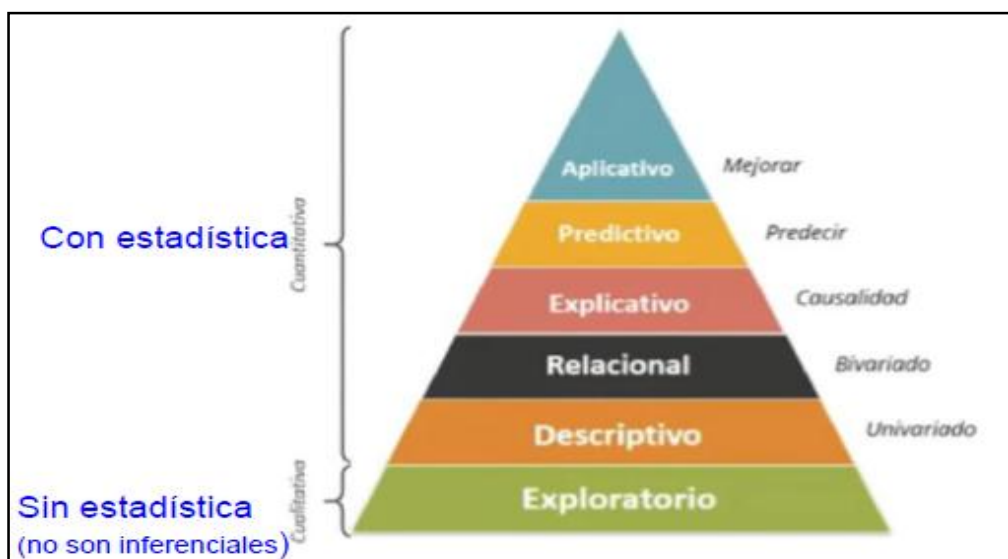 Aplicativo
Mejorar
Con estadística
Cuantitativa
Predictivo
Predecir
Explicativo
Causalidad
Relacional
Bivariado
Descriptivo
Univariado
Sin estadística
(no son inferenciales)
Cualitativa
Exploratorio